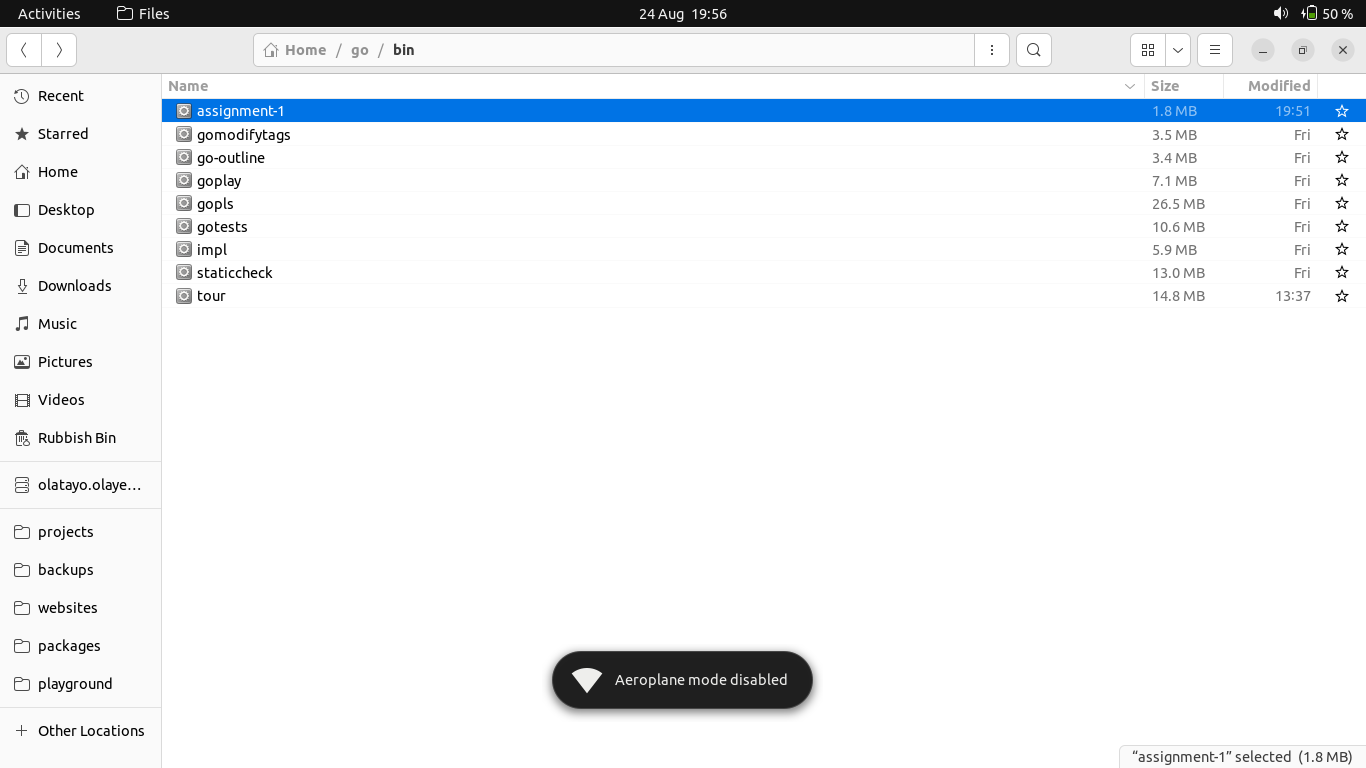 Activities Files 24 Aug 19:56 50 %
Home / go / bin
Name Size Modified
Recent
Starred
Home
Desktop
Documents
Downloads
Music
Pictures
Videos
Rubbish Bin
olatayo.olaye…
projects
backups
websites
packages
playground
Other Locations
assignment-1 1.8 MB 19:51
gomodifytags 3.5 MB Fri
go-outline 3.4 MB Fri
goplay 7.1 MB Fri
gopls 26.5 MB Fri
gotests 10.6 MB Fri
impl 5.9 MB Fri
staticcheck 13.0 MB Fri
tour 14.8 MB 13:37
Aeroplane mode disabled
“assignment-1” selected (1.8 MB)